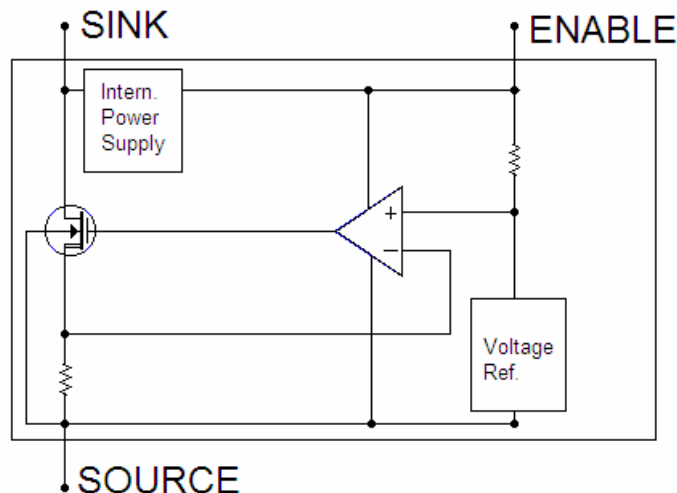 SINK
ENABLE
Intern.
Power
Supply
+
−
Voltage
Ref.
SOURCE